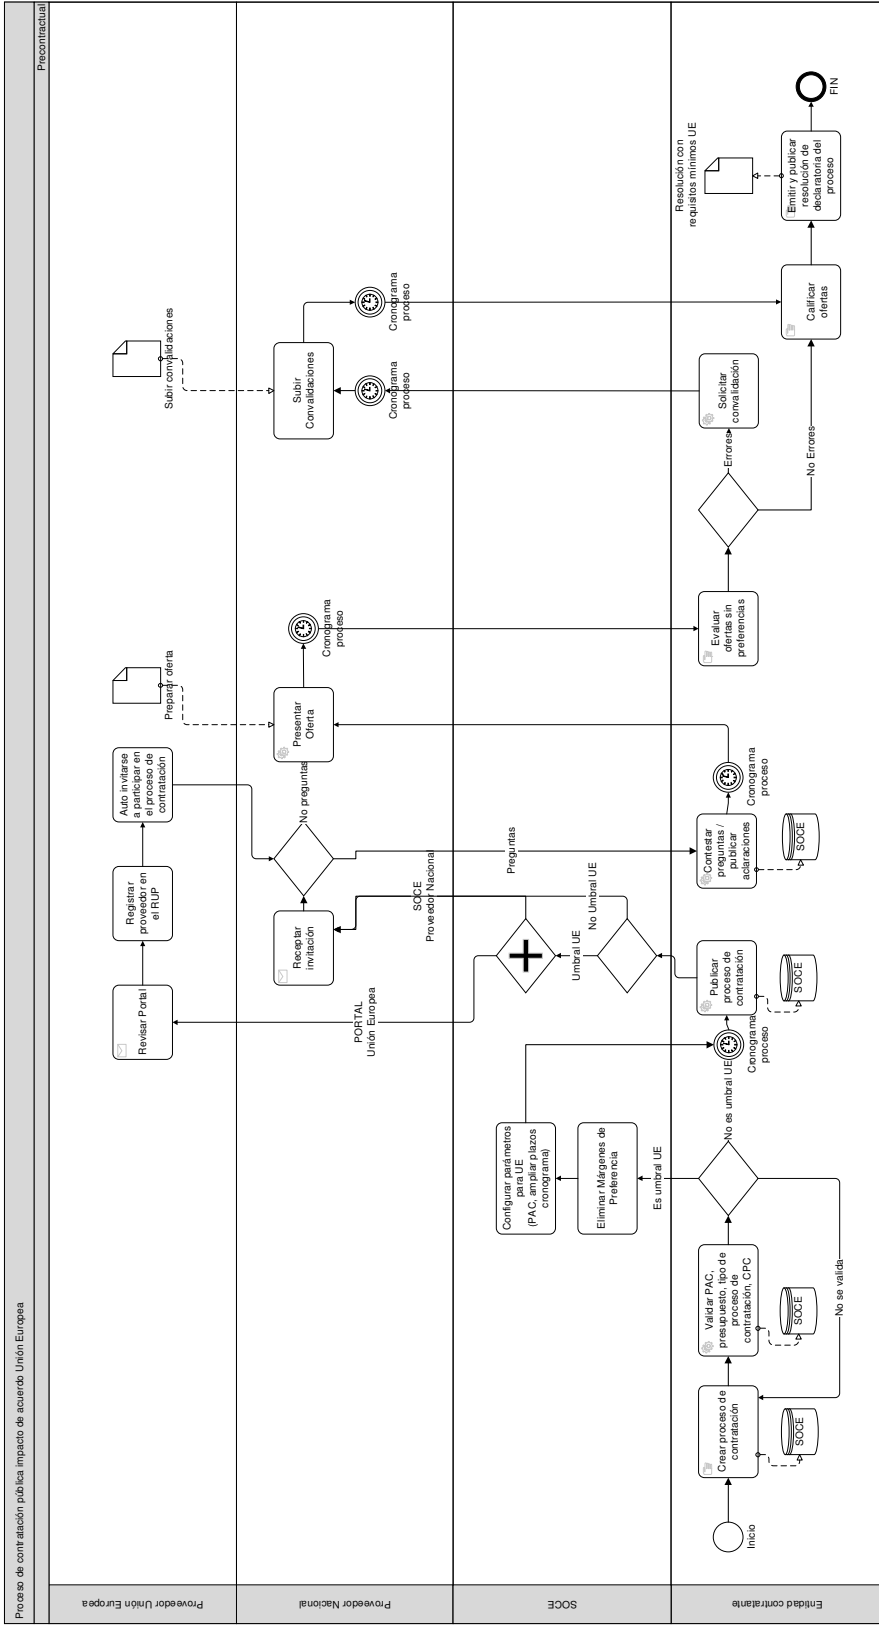 Proceso de contratación pública impacto de acuerdo Unión Europea
Precontractual
Proveedor Unión Europea
Revisar Portal
Registrar
proveedor en
el RUP
Auto invitarse
a participar en
el proceso de
contratación
Preparar oferta
Subir convalidaciones
PORTAL
Unión Europea
Proveedor Nacional
Receptar
invitación
No preguntas
Presentar
Oferta
Cronograma
proceso
Subir
Convalidaciones
Cronograma
proceso
Cronograma
proceso
SOCE
Proveedor Nacional
SOCE
Configurar parámetros
para UE
(PAC, ampliar plazos
cronograma)
Eliminar Márgenes de
Preferencia
Es umbral UE
Umbral UE
No Umbral UE
Preguntas
Entidad contratante
Inicio
Crear proceso de
contratación
SOCE
Validar PAC,
presupuesto, tipo de
proceso de
contratación, CPC
SOCE
No se valida
No es umbral UE
Cronograma
proceso
Publicar
proceso de
contratación
SOCE
Contestar
preguntas /
publicar
aclaraciones
SOCE
Cronograma
proceso
Evaluar
ofertas sin
preferencias
Errores
No Errores
Solicitar
convalidación
Calificar
ofertas
Emitir y publicar
resolución de
declaratoria del
proceso
Resolución con
requisitos mínimos UE
FIN